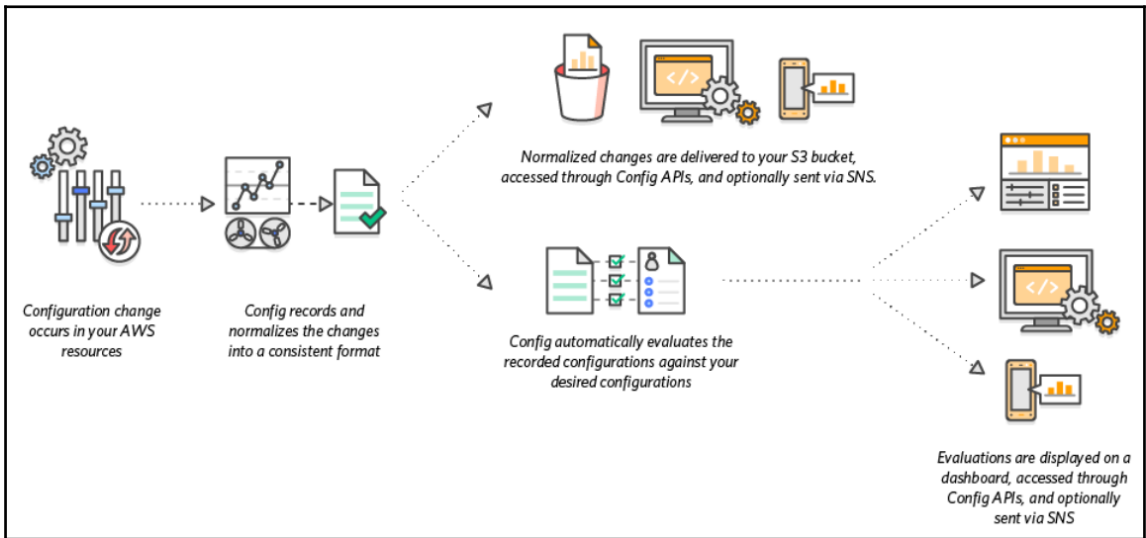 Normalized changes are delivered to your S3 bucket,
accessed through Config APIs, and optionally sent via SNS.
Configuration change
occurs in your AWS
resources
Config records and
normalizes the changes
into a consistent format
Config automatically evaluates the
recorded configurations against your
desired configurations
Evaluations are displayed on a
dashboard, accessed through
Config APIs, and optionally
sent via SNS